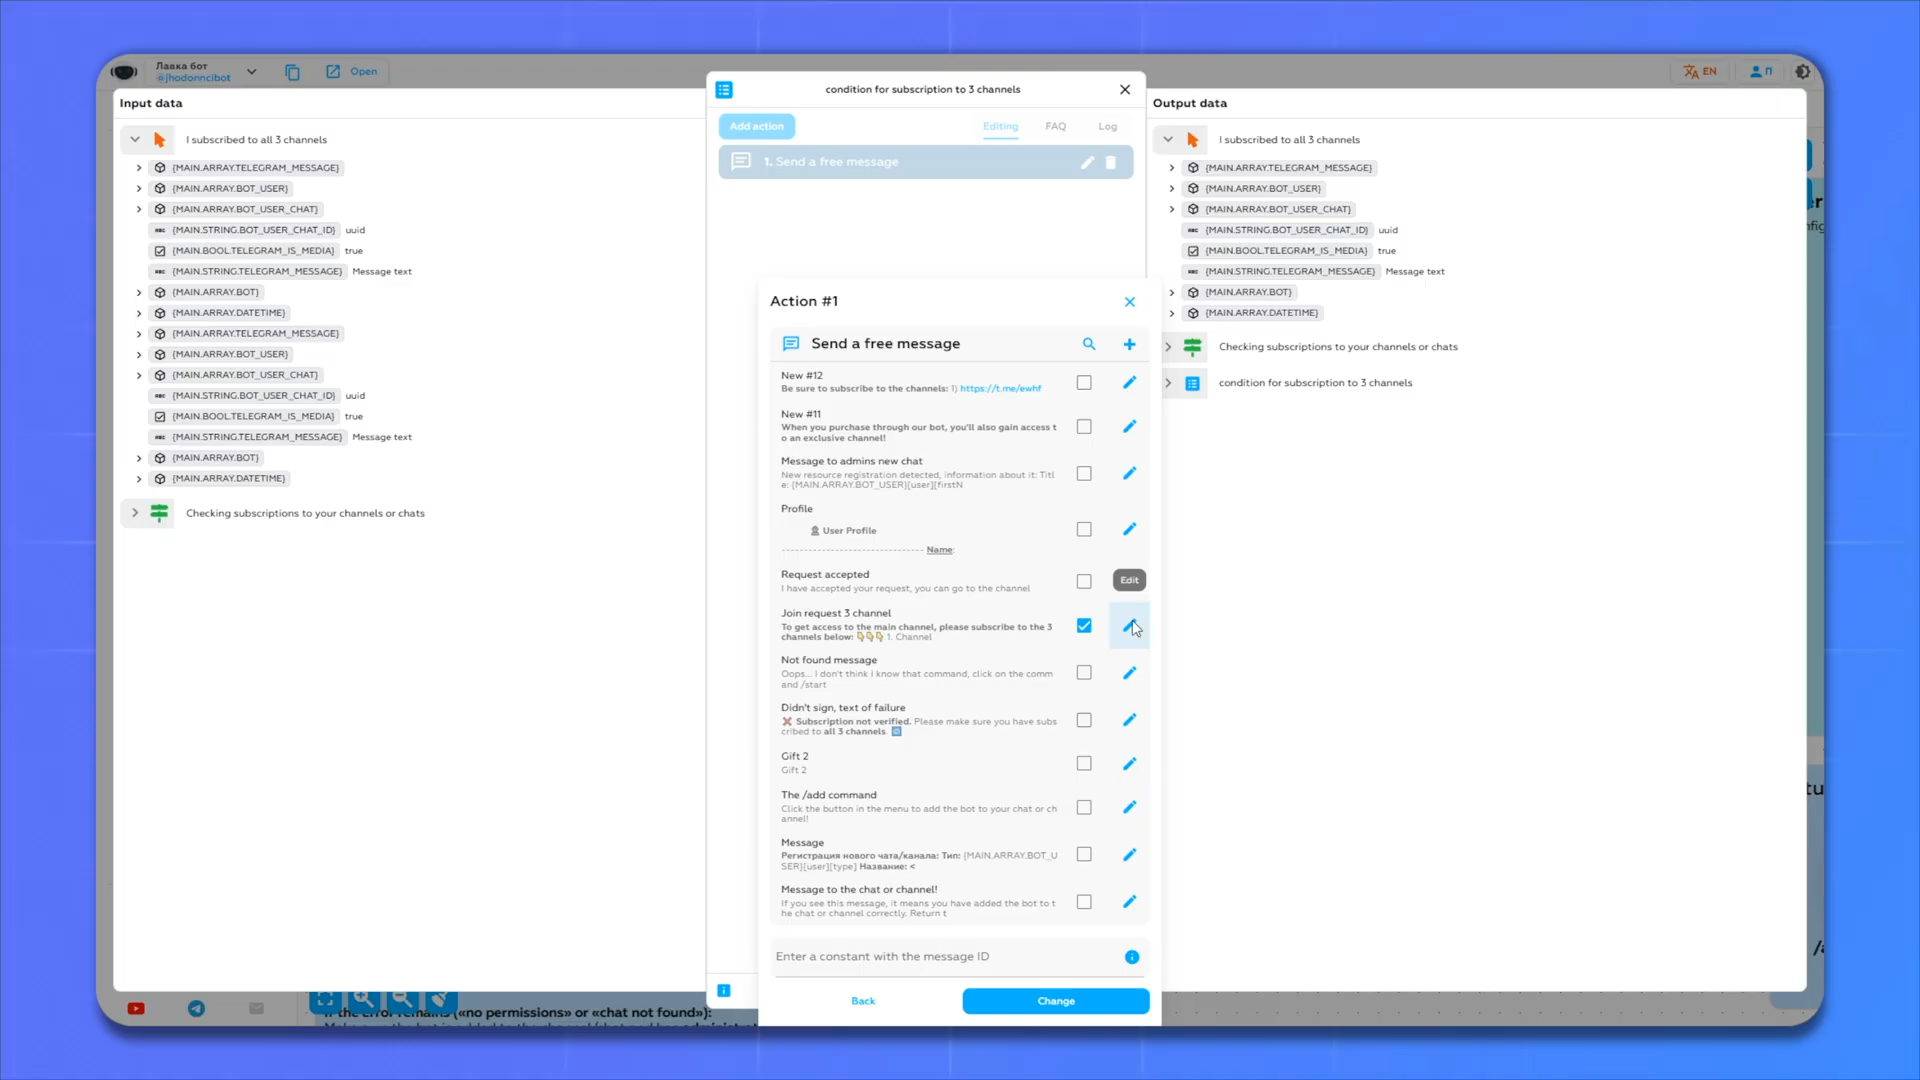 Лавка бот
@jhodonncibot
Open
EN
П
Input data
I subscribed to all 3 channels
{MAIN.ARRAY.TELEGRAM_MESSAGE}
{MAIN.ARRAY.BOT_USER}
{MAIN.ARRAY.BOT_USER_CHAT}
{MAIN.STRING.BOT_USER_CHAT_ID} uuid
{MAIN.BOOL.TELEGRAM_IS_MEDIA} true
{MAIN.STRING.TELEGRAM_MESSAGE} Message text
{MAIN.ARRAY.BOT}
{MAIN.ARRAY.DATETIME}
{MAIN.ARRAY.TELEGRAM_MESSAGE}
{MAIN.ARRAY.BOT_USER}
{MAIN.ARRAY.BOT_USER_CHAT}
{MAIN.STRING.BOT_USER_CHAT_ID} uuid
{MAIN.BOOL.TELEGRAM_IS_MEDIA} true
{MAIN.STRING.TELEGRAM_MESSAGE} Message text
{MAIN.ARRAY.BOT}
{MAIN.ARRAY.DATETIME}
Checking subscriptions to your channels or chats
condition for subscription to 3 channels
Add action
Editing
FAQ
Log
1. Send a free message
Action #1
Send a free message
New #12
Be sure to subscribe to the channels: 1) https://t.me/ewhf
New #11
When you purchase through our bot, you'll also gain access t
o an exclusive channel!
Message to admins new chat
New resource registration detected, information about it: Titl
e: {MAIN.ARRAY.BOT_USER}[user][firstN
Profile
User Profile
------------------------------ Name:
Request accepted
I have accepted your request, you can go to the channel
Edit
Join request 3 channel
To get access to the main channel, please subscribe to the 3
channels below: 👇👇👇 1. Channel
Not found message
Oops... I don't think I know that command, click on the comm
and /start
Didn't sign, text of failure
❌ Subscription not verified. Please make sure you have subs
cribed to all 3 channels.
Gift 2
Gift 2
The /add command
Click the button in the menu to add the bot to your chat or ch
annel!
Message
Регистрация нового чата/канала: Тип: {MAIN.ARRAY.BOT_U
SER}[user][type] Название: <
Message to the chat or channel!
If you see this message, it means you have added the bot to t
he chat or channel correctly. Return t
Enter a constant with the message ID
Back
Change
Output data
I subscribed to all 3 channels
{MAIN.ARRAY.TELEGRAM_MESSAGE}
{MAIN.ARRAY.BOT_USER}
{MAIN.ARRAY.BOT_USER_CHAT}
{MAIN.STRING.BOT_USER_CHAT_ID} uuid
{MAIN.BOOL.TELEGRAM_IS_MEDIA} true
{MAIN.STRING.TELEGRAM_MESSAGE} Message text
{MAIN.ARRAY.BOT}
{MAIN.ARRAY.DATETIME}
Checking subscriptions to your channels or chats
condition for subscription to 3 channels
If the error remains («no permissions» or «chat not found»):